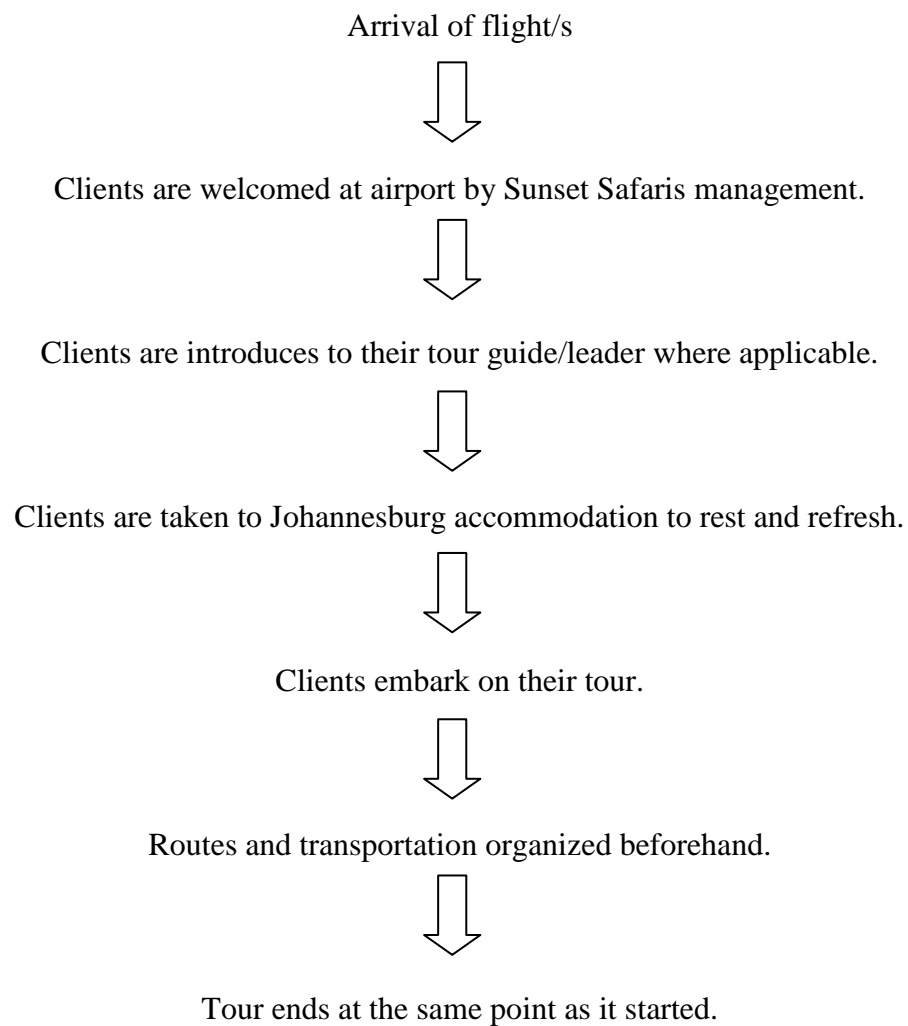 Arrival of flight/s
Clients are welcomed at airport by Sunset Safaris management.
Clients are introduces to their tour guide/leader where applicable.
Clients are taken to Johannesburg accommodation to rest and refresh.
Clients embark on their tour.
Routes and transportation organized beforehand.
Tour ends at the same point as it started.